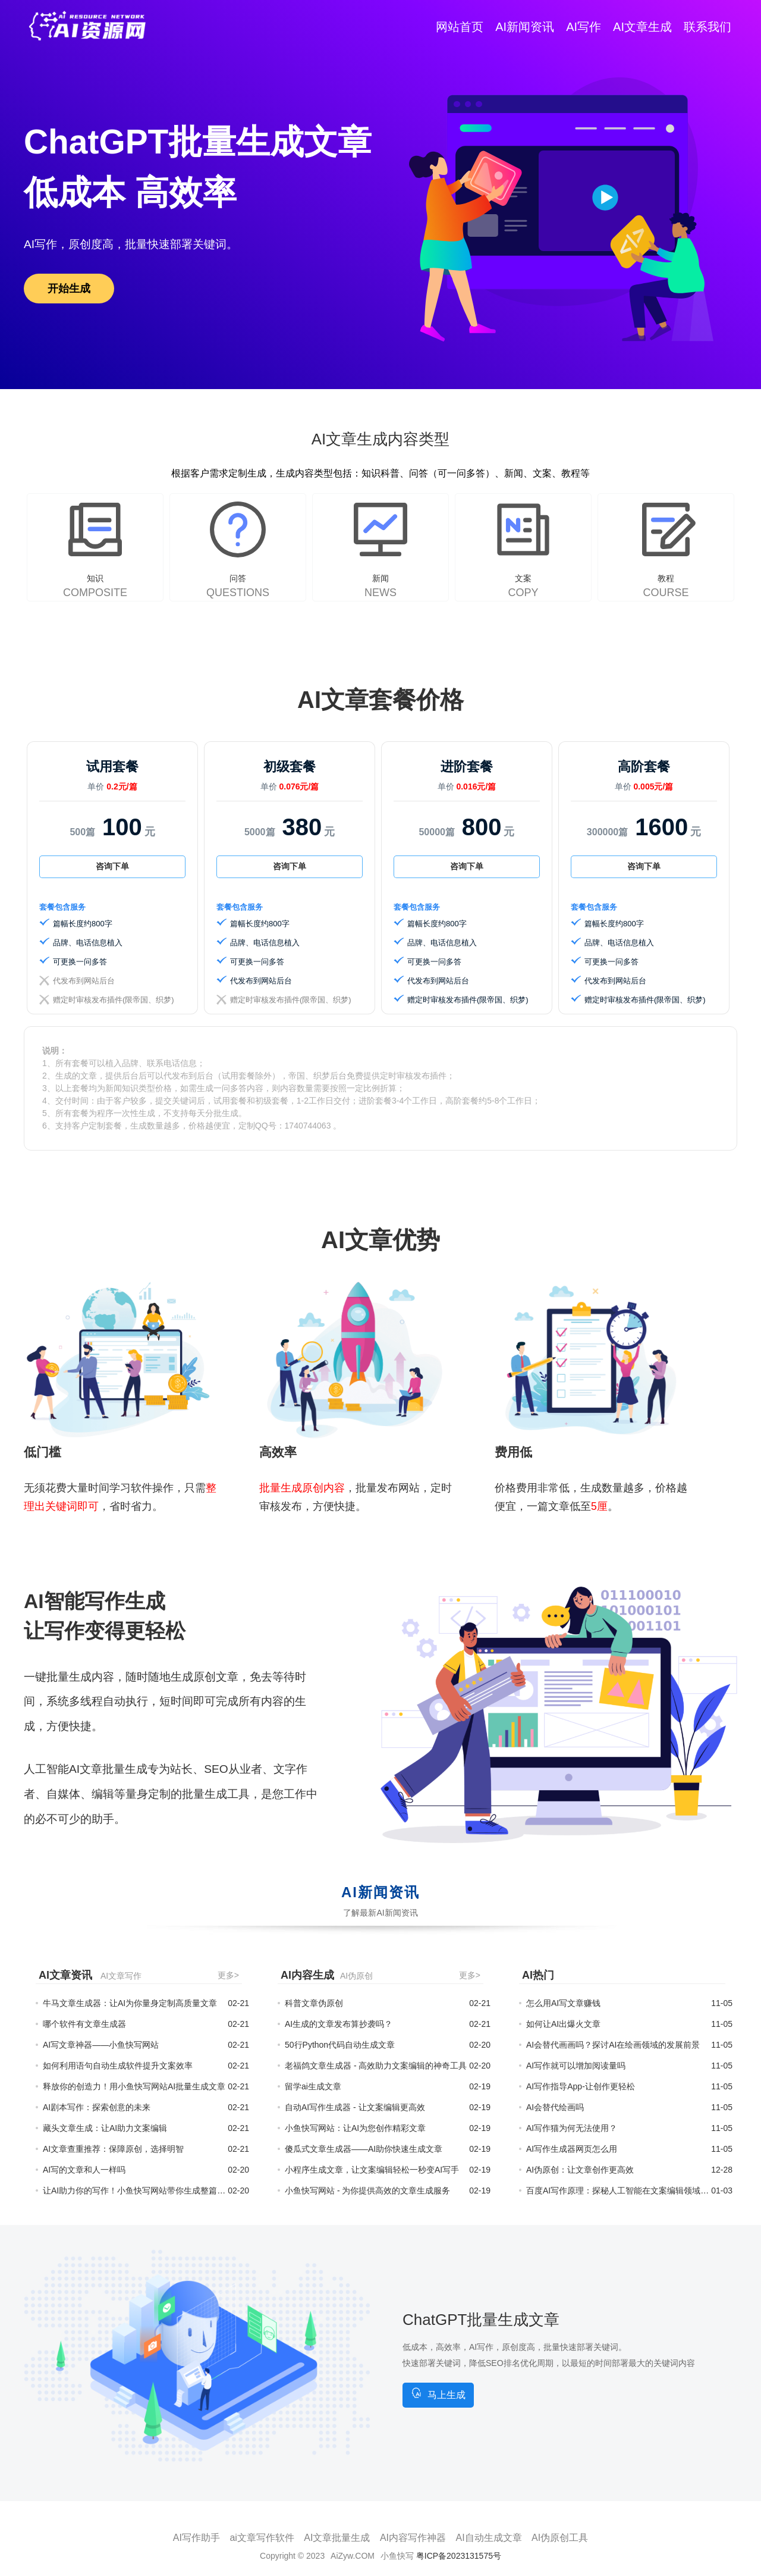 AI RESOURCE NETWORK
AI资源网
网站首页 AI新闻资讯 AI写作 AI文章生成 联系我们
ChatGPT批量生成文章
低成本 高效率
AI写作，原创度高，批量快速部署关键词。
开始生成
AI文章生成内容类型
根据客户需求定制生成，生成内容类型包括：知识科普、问答（可一问多答）、新闻、文案、教程等
知识
COMPOSITE
问答
QUESTIONS
新闻
NEWS
文案
COPY
教程
COURSE
AI文章套餐价格
试用套餐
单价 0.2元/篇
500篇 100 元
咨询下单
套餐包含服务
篇幅长度约800字
品牌、电话信息植入
可更换一问多答
代发布到网站后台
赠定时审核发布插件(限帝国、织梦)
初级套餐
单价 0.076元/篇
5000篇 380 元
咨询下单
套餐包含服务
篇幅长度约800字
品牌、电话信息植入
可更换一问多答
代发布到网站后台
赠定时审核发布插件(限帝国、织梦)
进阶套餐
单价 0.016元/篇
50000篇 800 元
咨询下单
套餐包含服务
篇幅长度约800字
品牌、电话信息植入
可更换一问多答
代发布到网站后台
赠定时审核发布插件(限帝国、织梦)
高阶套餐
单价 0.005元/篇
300000篇 1600 元
咨询下单
套餐包含服务
篇幅长度约800字
品牌、电话信息植入
可更换一问多答
代发布到网站后台
赠定时审核发布插件(限帝国、织梦)
说明：
1、所有套餐可以植入品牌、联系电话信息；
2、生成的文章，提供后台后可以代发布到后台（试用套餐除外），帝国、织梦后台免费提供定时审核发布插件；
3、以上套餐均为新闻知识类型价格，如需生成一问多答内容，则内容数量需要按照一定比例折算；
4、交付时间：由于客户较多，提交关键词后，试用套餐和初级套餐，1-2工作日交付；进阶套餐3-4个工作日，高阶套餐约5-8个工作日；
5、所有套餐为程序一次性生成，不支持每天分批生成。
6、支持客户定制套餐，生成数量越多，价格越便宜，定制QQ号：1740744063 。
AI文章优势
低门槛
无须花费大量时间学习软件操作，只需整
理出关键词即可，省时省力。
高效率
批量生成原创内容，批量发布网站，定时
审核发布，方便快捷。
费用低
价格费用非常低，生成数量越多，价格越
便宜，一篇文章低至5厘。
AI智能写作生成
让写作变得更轻松
一键批量生成内容，随时随地生成原创文章，免去等待时
间，系统多线程自动执行，短时间即可完成所有内容的生
成，方便快捷。
人工智能AI文章批量生成专为站长、SEO从业者、文字作
者、自媒体、编辑等量身定制的批量生成工具，是您工作中
的必不可少的助手。
011100010
AI新闻资讯
了解最新AI新闻资讯
AI文章资讯 AI文章写作 更多>
牛马文章生成器：让AI为你量身定制高质量文章 02-21
哪个软件有文章生成器 02-21
AI写文章神器——小鱼快写网站 02-21
如何利用语句自动生成软件提升文案效率 02-21
释放你的创造力！用小鱼快写网站AI批量生成文章 02-21
AI剧本写作：探索创意的未来 02-21
藏头文章生成：让AI助力文案编辑 02-21
AI文章查重推荐：保障原创，选择明智 02-21
AI写的文章和人一样吗 02-20
让AI助力你的写作！小鱼快写网站带你生成整篇… 02-20
AI内容生成 AI伪原创 更多>
科普文章伪原创 02-21
AI生成的文章发布算抄袭吗？ 02-21
50行Python代码自动生成文章 02-20
老福鸽文章生成器 - 高效助力文案编辑的神奇工具 02-20
留学ai生成文章 02-19
自动AI写作生成器 - 让文案编辑更高效 02-19
小鱼快写网站：让AI为您创作精彩文章 02-19
傻瓜式文章生成器——AI助你快速生成文章 02-19
小程序生成文章，让文案编辑轻松一秒变AI写手 02-19
小鱼快写网站 - 为你提供高效的文章生成服务 02-19
AI热门
怎么用AI写文章赚钱 11-05
如何让AI出爆火文章 11-05
AI会替代画画吗？探讨AI在绘画领域的发展前景 11-05
AI写作就可以增加阅读量吗 11-05
AI写作指导App-让创作更轻松 11-05
AI会替代绘画吗 11-05
AI写作猫为何无法使用？ 11-05
AI写作生成器网页怎么用 11-05
AI伪原创：让文章创作更高效 12-28
百度AI写作原理：探秘人工智能在文案编辑领域… 01-03
ChatGPT批量生成文章
低成本，高效率，AI写作，原创度高，批量快速部署关键词。
快速部署关键词，降低SEO排名优化周期，以最短的时间部署最大的关键词内容
马上生成
AI写作助手 ai文章写作软件 AI文章批量生成 AI内容写作神器 AI自动生成文章 AI伪原创工具
Copyright © 2023 AiZyw.COM 小鱼快写 粤ICP备2023131575号